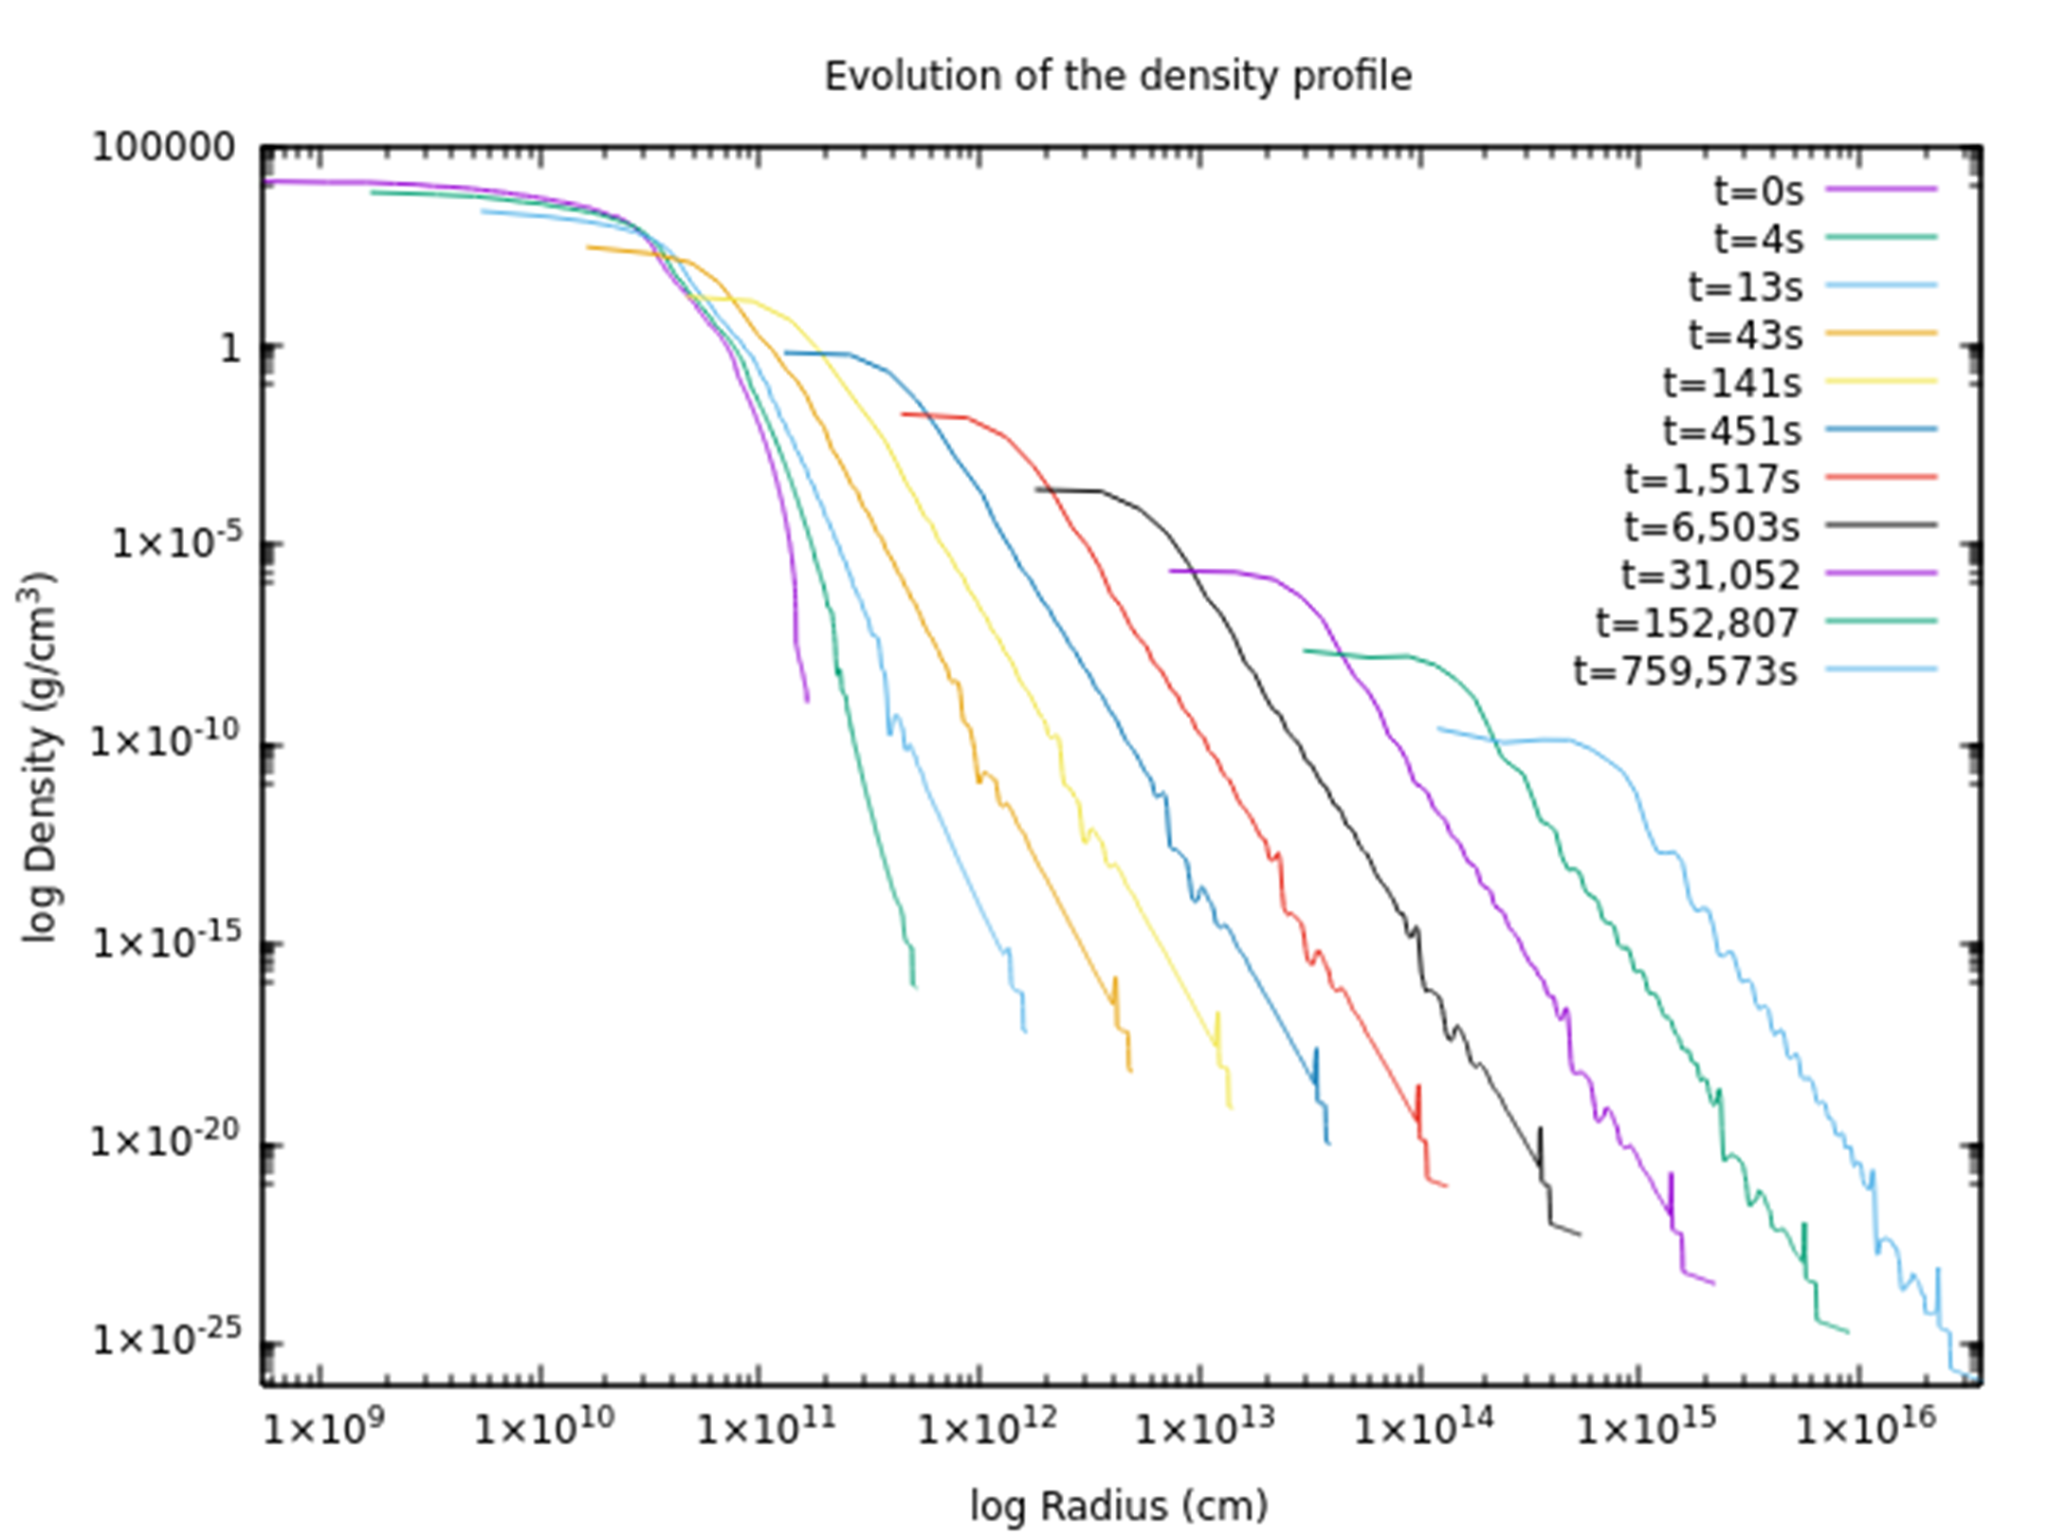 Evolution of the density profile
100000
1
1×10⁻⁵
1×10⁻¹⁰
1×10⁻¹⁵
1×10⁻²⁰
1×10⁻²⁵
log Density (g/cm³)
t=0s
t=4s
t=13s
t=43s
t=141s
t=451s
t=1,517s
t=6,503s
t=31,052
t=152,807
t=759,573s
1×10⁹ 1×10¹⁰ 1×10¹¹ 1×10¹² 1×10¹³ 1×10¹⁴ 1×10¹⁵ 1×10¹⁶
log Radius (cm)